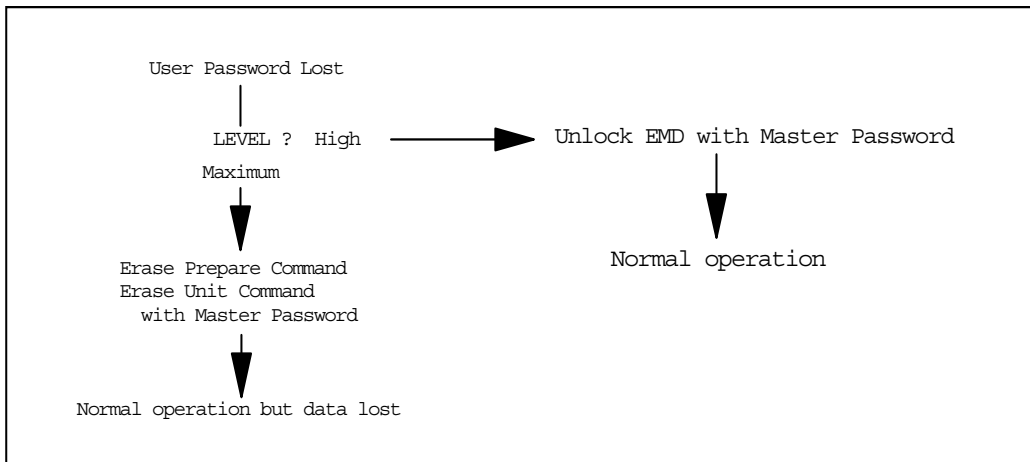 User Password Lost
LEVEL ? High
Maximum
Erase Prepare Command
Erase Unit Command
with Master Password
Normal operation but data lost
Unlock EMD with Master Password
Normal operation